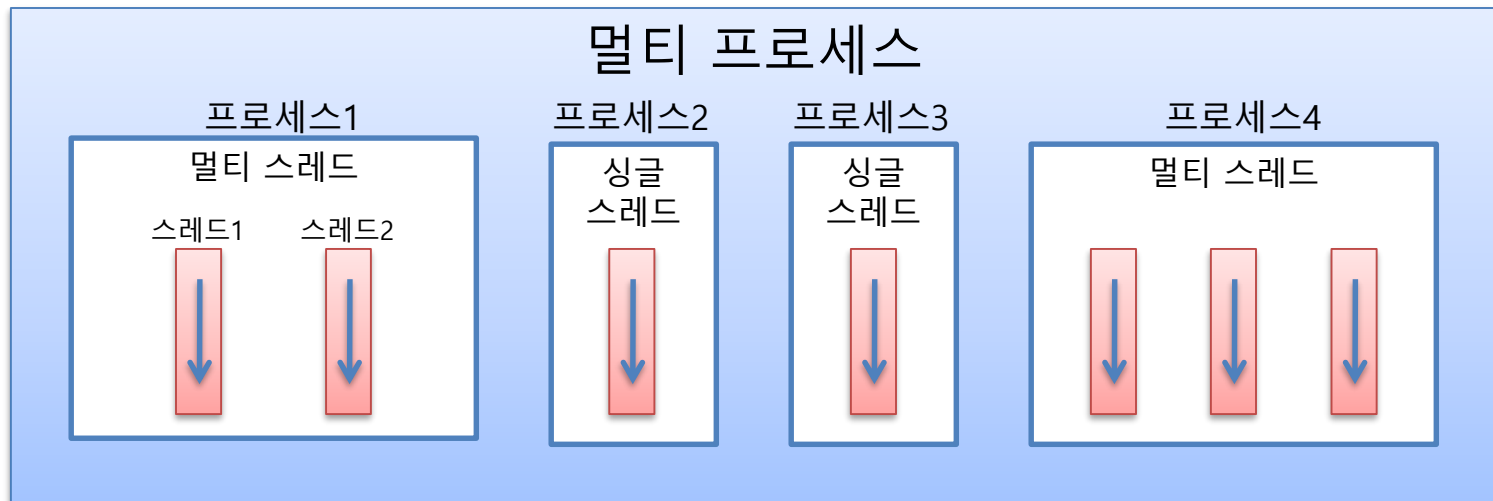 멀티 프로세스
프로세스1
프로세스2
프로세스3
프로세스4
멀티 스레드
스레드1
스레드2
싱글
스레드
싱글
스레드
멀티 스레드